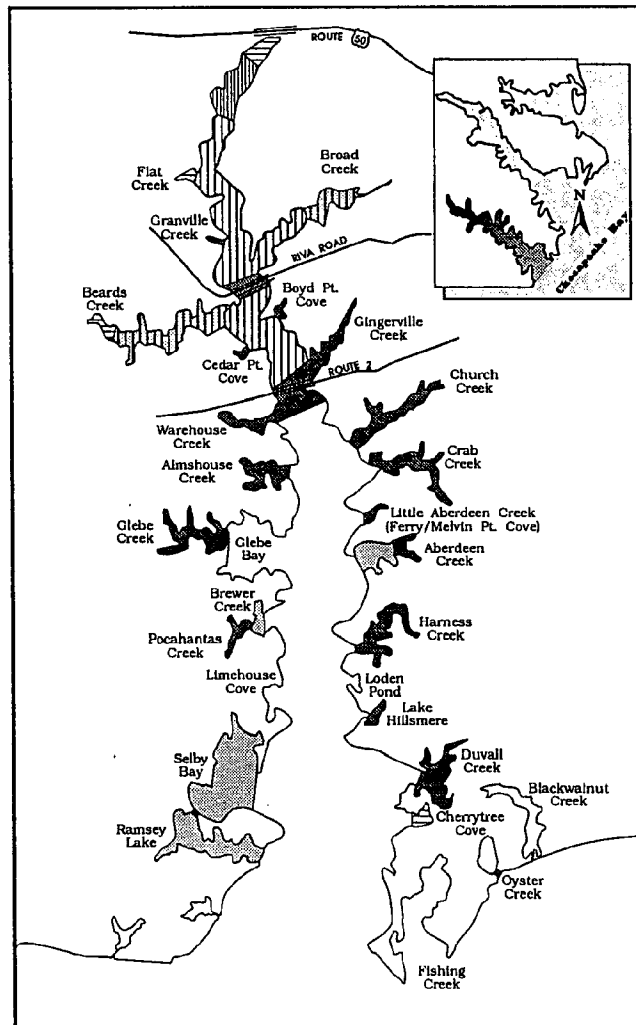 ROUTE 50
Broad
Creek
Flat
Creek
Granville
Creek
RIVA ROAD
N
Chesapeake Bay
Boyd Pt.
Cove
Beards
Creek
Gingerville
Creek
Cedar Pt.
Cove
ROUTE 2
Church
Creek
Warehouse
Creek
Almshouse
Creek
Crab
Creek
Little Aberdeen Creek
(Ferry/Melvin Pt. Cove)
Glebe
Creek
Glebe
Bay
Aberdeen
Creek
Brewer
Creek
Harness
Creek
Pocahantas
Creek
Limehouse
Cove
Loden
Pond
Lake
Hillsmere
Selby
Bay
Duvall
Creek
Blackwalnut
Creek
Ramsey
Lake
Cherrytree
Cove
Oyster
Creek
Fishing
Creek